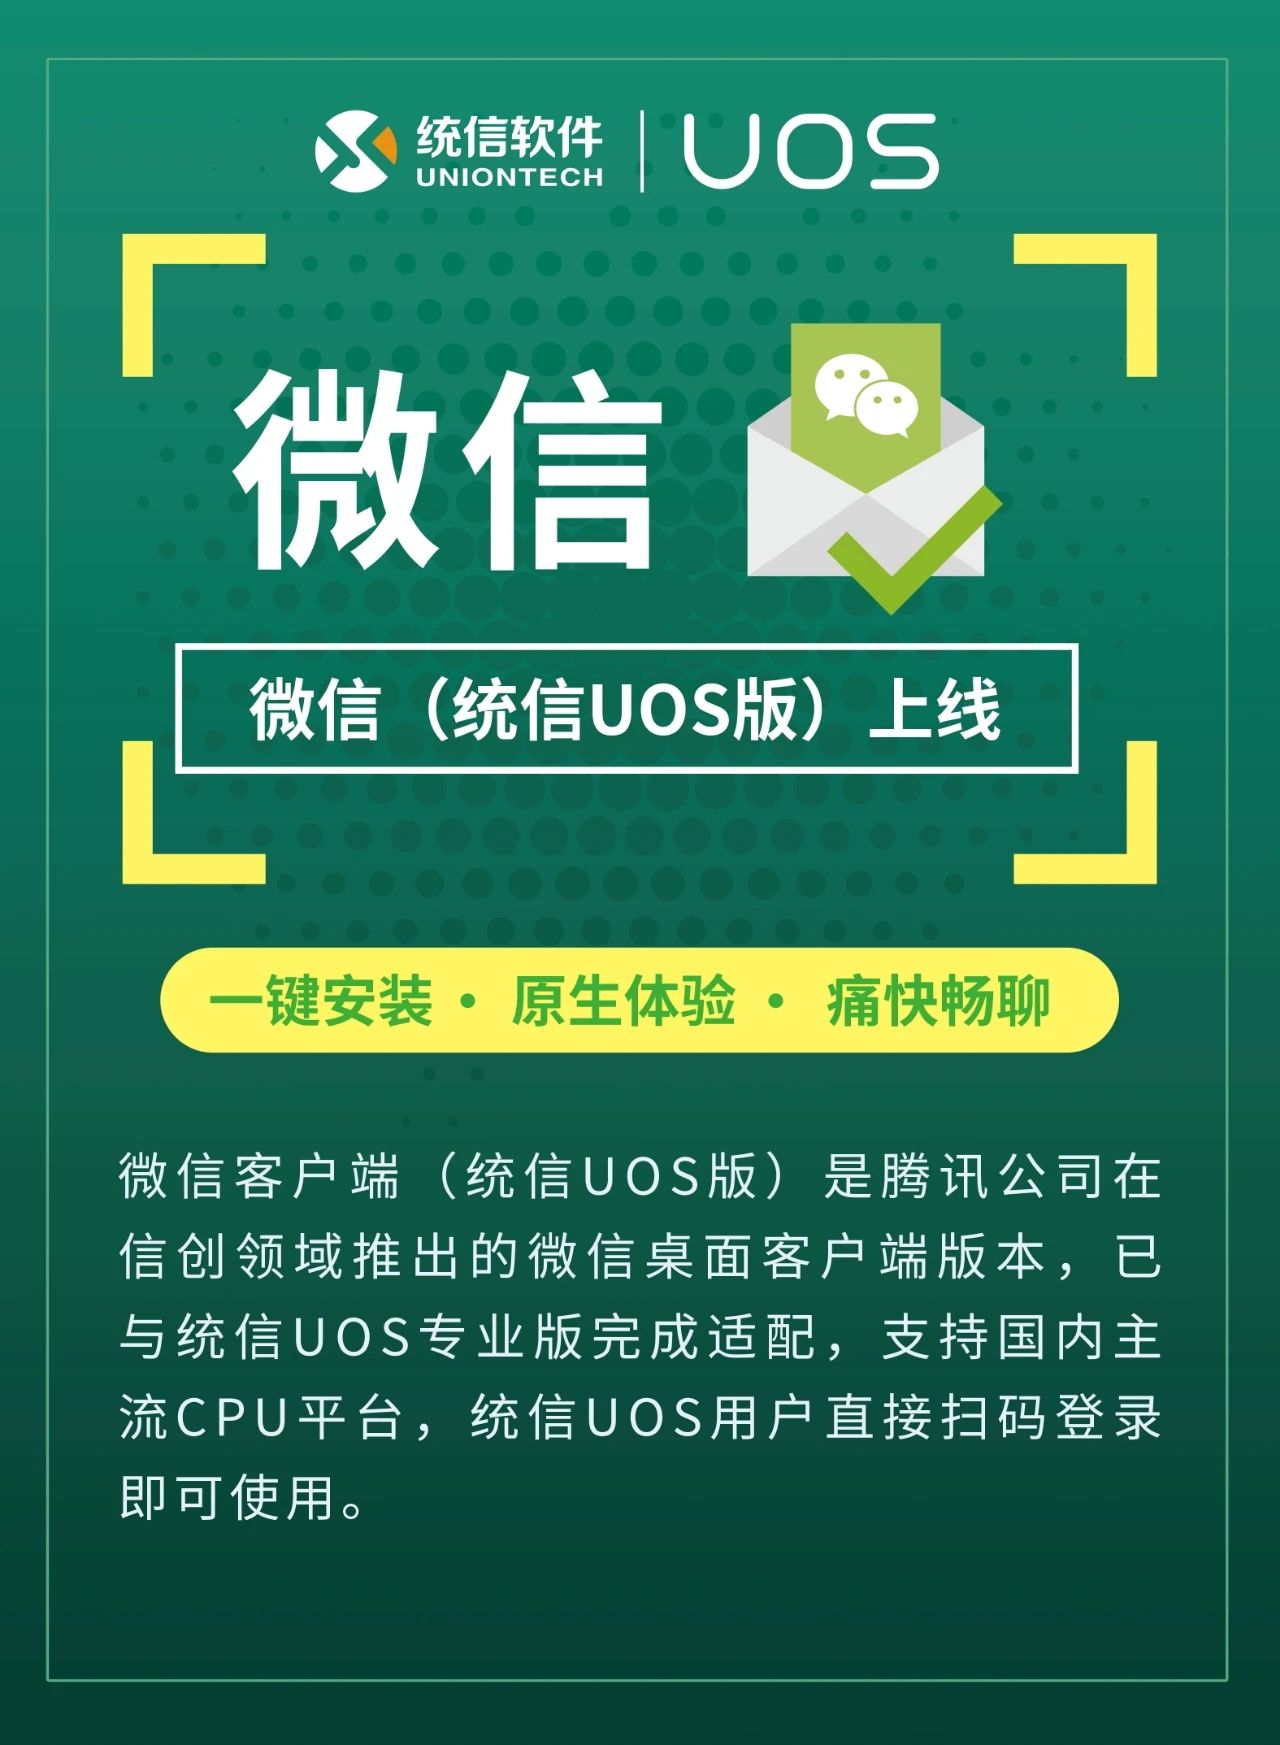 统信软件
UNIONTECH
UOS
微信
微信（统信UOS版）上线
一键安装 · 原生体验 · 痛快畅聊
微信客户端（统信UOS版）是腾讯公司在
信创领域推出的微信桌面客户端版本，已
与统信UOS专业版完成适配，支持国内主
流CPU平台，统信UOS用户直接扫码登录
即可使用。